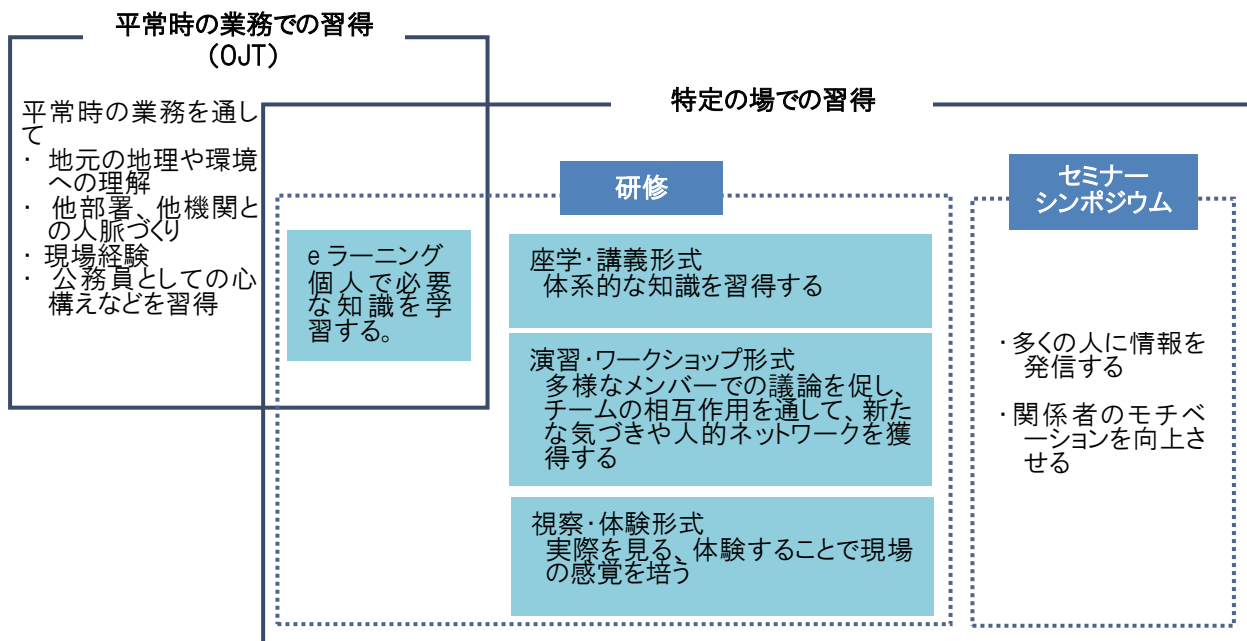 平常時の業務での習得
(OJT)
平常時の業務を通し
て
・ 地元の地理や環境
への理解
・ 他部署、他機関と
の人脈づくり
・ 現場経験
・ 公務員としての心
構えなどを習得
特定の場での習得
研修
e ラーニング
個人で必要
な知識を学
習する。
座学・講義形式
体系的な知識を習得する
演習・ワークショップ形式
多様なメンバーでの議論を促し、
チームの相互作用を通して、新た
な気づきや人的ネットワークを獲
得する
視察・体験形式
実際を見る、体験することで現場
の感覚を培う
セミナー
シンポジウム
・多くの人に情報を
発信する
・関係者のモチベ
ーションを向上さ
せる